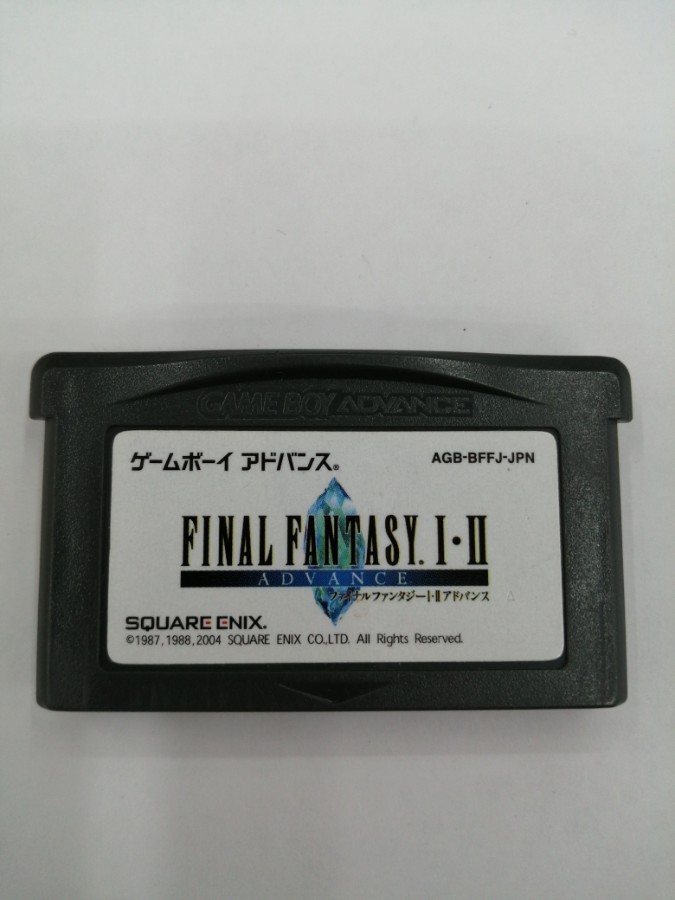 GAME BOY ADVANCE
ゲームボーイ アドバンス®
AGB-BFFJ-JPN
FINAL FANTASY® I・II
ADVANCE
ファイナルファンタジーI・IIアドバンス
SQUARE ENIX®
©1987,1988,2004 SQUARE ENIX CO.,LTD. All Rights Reserved.